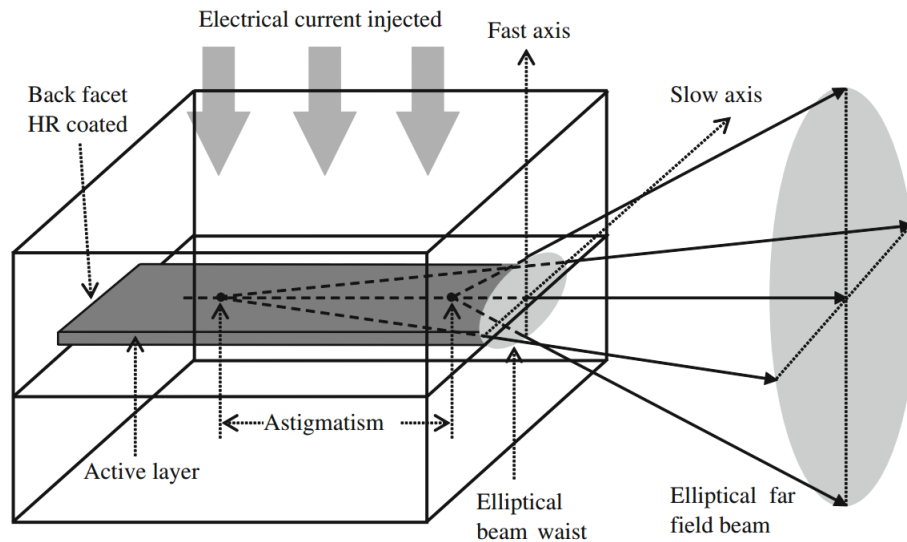 Electrical current injected
Fast axis
Back facet
HR coated
Slow axis
Astigmatism
Active layer
Elliptical
beam waist
Elliptical far
field beam